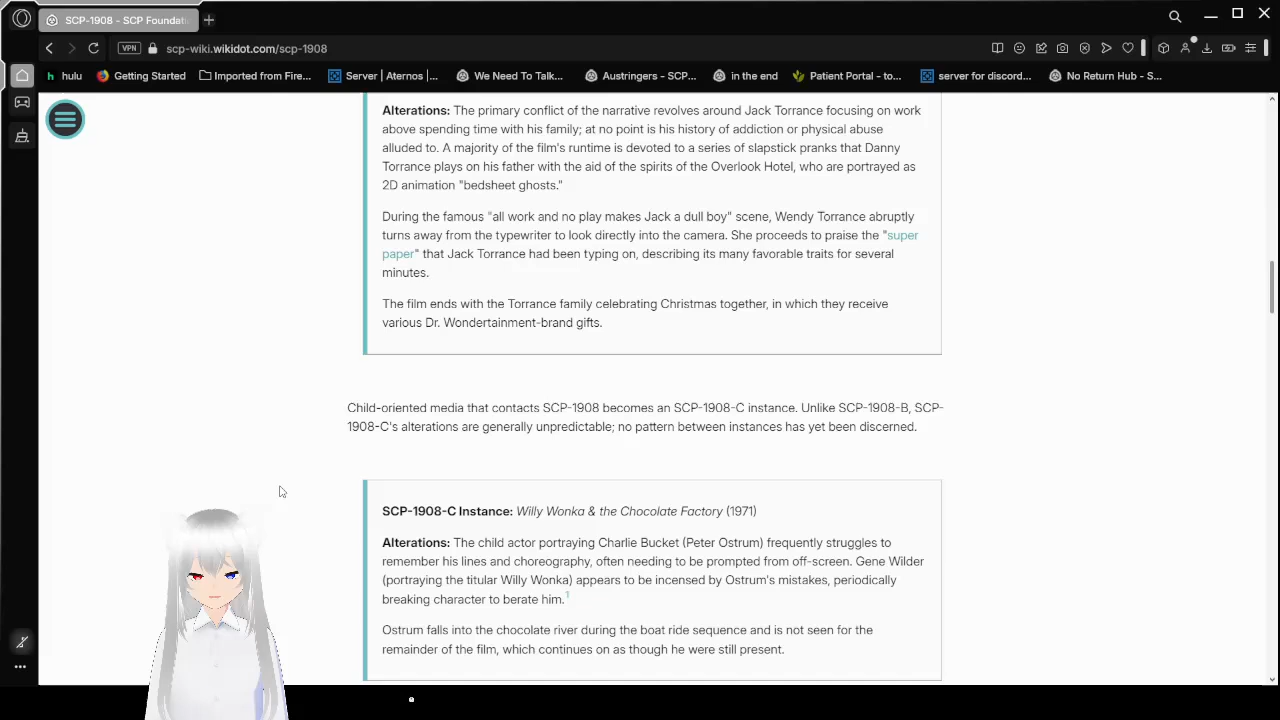 SCP-1908 - SCP Foundati
scp-wiki.wikidot.com/scp-1908
VPN
h hulu
Getting Started
Imported from Fire...
Server | Aternos |...
We Need To Talk...
Austringers - SCP...
in the end
Patient Portal - to...
server for discord...
No Return Hub - S...
Alterations: The primary conflict of the narrative revolves around Jack Torrance focusing on work
above spending time with his family; at no point is his history of addiction or physical abuse
alluded to. A majority of the film's runtime is devoted to a series of slapstick pranks that Danny
Torrance plays on his father with the aid of the spirits of the Overlook Hotel, who are portrayed as
2D animation "bedsheet ghosts."
During the famous "all work and no play makes Jack a dull boy" scene, Wendy Torrance abruptly
turns away from the typewriter to look directly into the camera. She proceeds to praise the "super
paper" that Jack Torrance had been typing on, describing its many favorable traits for several
minutes.
The film ends with the Torrance family celebrating Christmas together, in which they receive
various Dr. Wondertainment-brand gifts.
Child-oriented media that contacts SCP-1908 becomes an SCP-1908-C instance. Unlike SCP-1908-B, SCP-
1908-C's alterations are generally unpredictable; no pattern between instances has yet been discerned.
SCP-1908-C Instance: Willy Wonka & the Chocolate Factory (1971)
Alterations: The child actor portraying Charlie Bucket (Peter Ostrum) frequently struggles to
remember his lines and choreography, often needing to be prompted from off-screen. Gene Wilder
(portraying the titular Willy Wonka) appears to be incensed by Ostrum's mistakes, periodically
breaking character to berate him.1
Ostrum falls into the chocolate river during the boat ride sequence and is not seen for the
remainder of the film, which continues on as though he were still present.